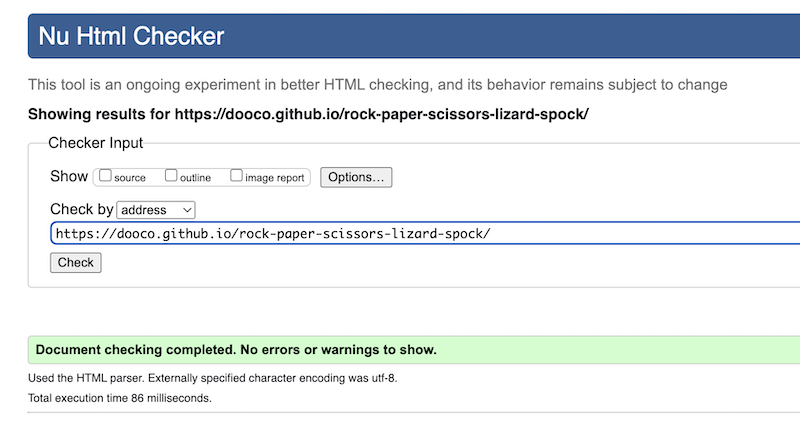 Nu Html Checker
This tool is an ongoing experiment in better HTML checking, and its behavior remains subject to change
Showing results for https://dooco.github.io/rock-paper-scissors-lizard-spock/
Checker Input
Show source outline image report Options...
Check by address
https://dooco.github.io/rock-paper-scissors-lizard-spock/
Check
Document checking completed. No errors or warnings to show.
Used the HTML parser. Externally specified character encoding was utf-8.
Total execution time 86 milliseconds.